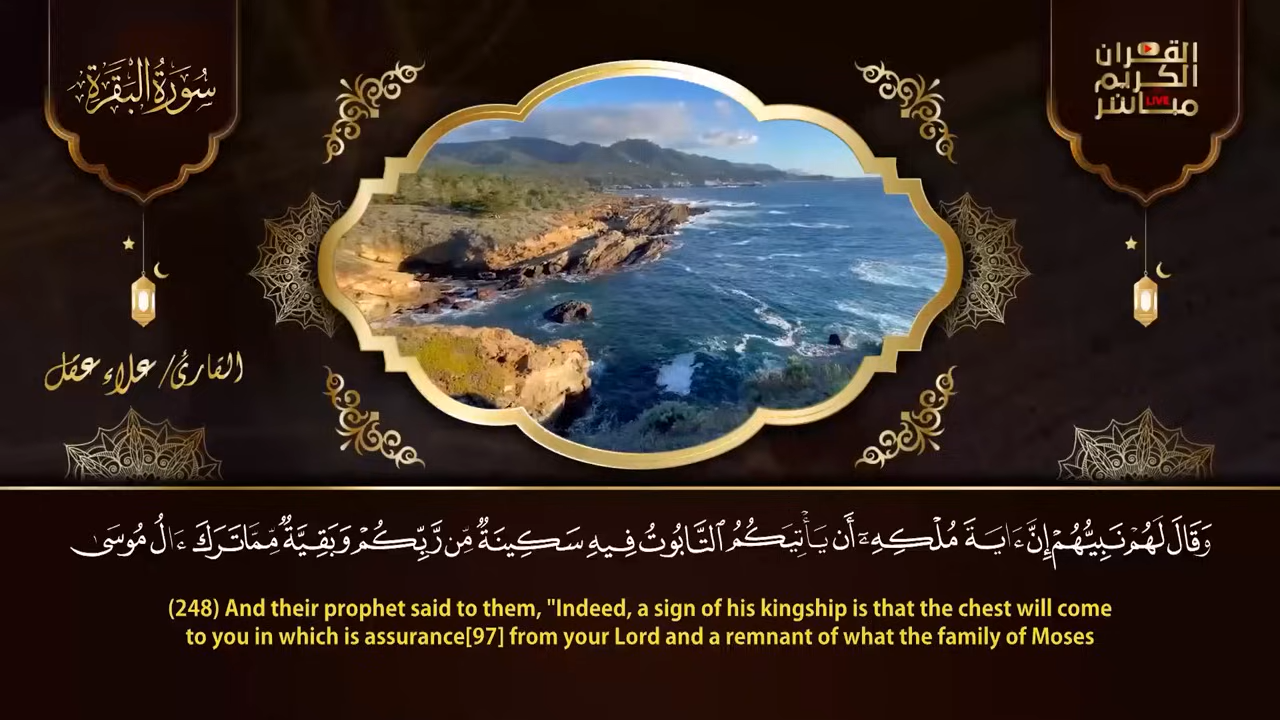 سُورَةُ البَقَرَةِ
القرآن
الكريم
مباشر
LIVE
القارئ/ علاء عقل
وَقَالَ لَهُمْ نَبِيُّهُمْ إِنَّ ءَايَةَ مُلْكِهِۦٓ أَن يَأْتِيَكُمُ ٱلتَّابُوتُ فِيهِ سَكِينَةٌ مِّن رَّبِّكُمْ وَبَقِيَّةٌ مِّمَّا تَرَكَ ءَالُ مُوسَىٰ
(248) And their prophet said to them, "Indeed, a sign of his kingship is that the chest will come
to you in which is assurance[97] from your Lord and a remnant of what the family of Moses